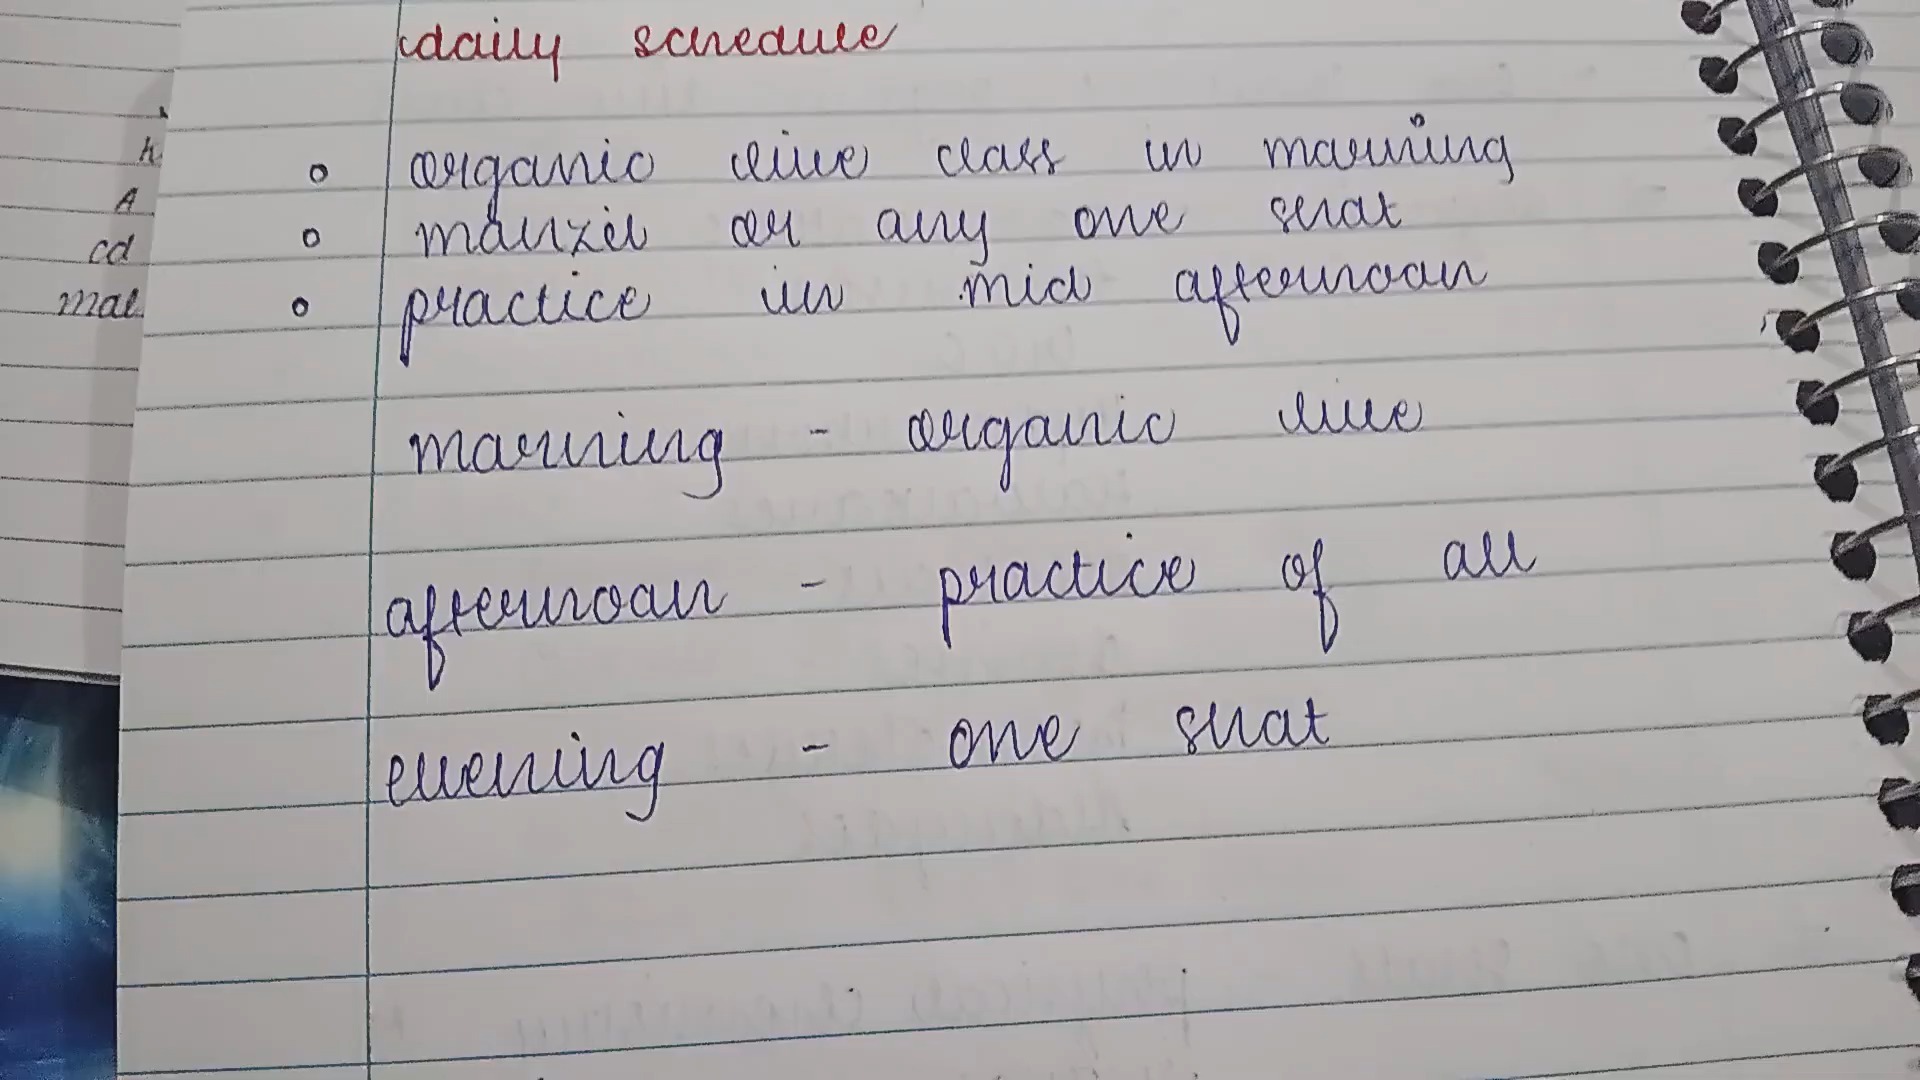 daily schedule
organic live class in morning
manzil or any one shot
practice in mid afternoon
morning - organic live
afternoon - practice of all
evening - one shot